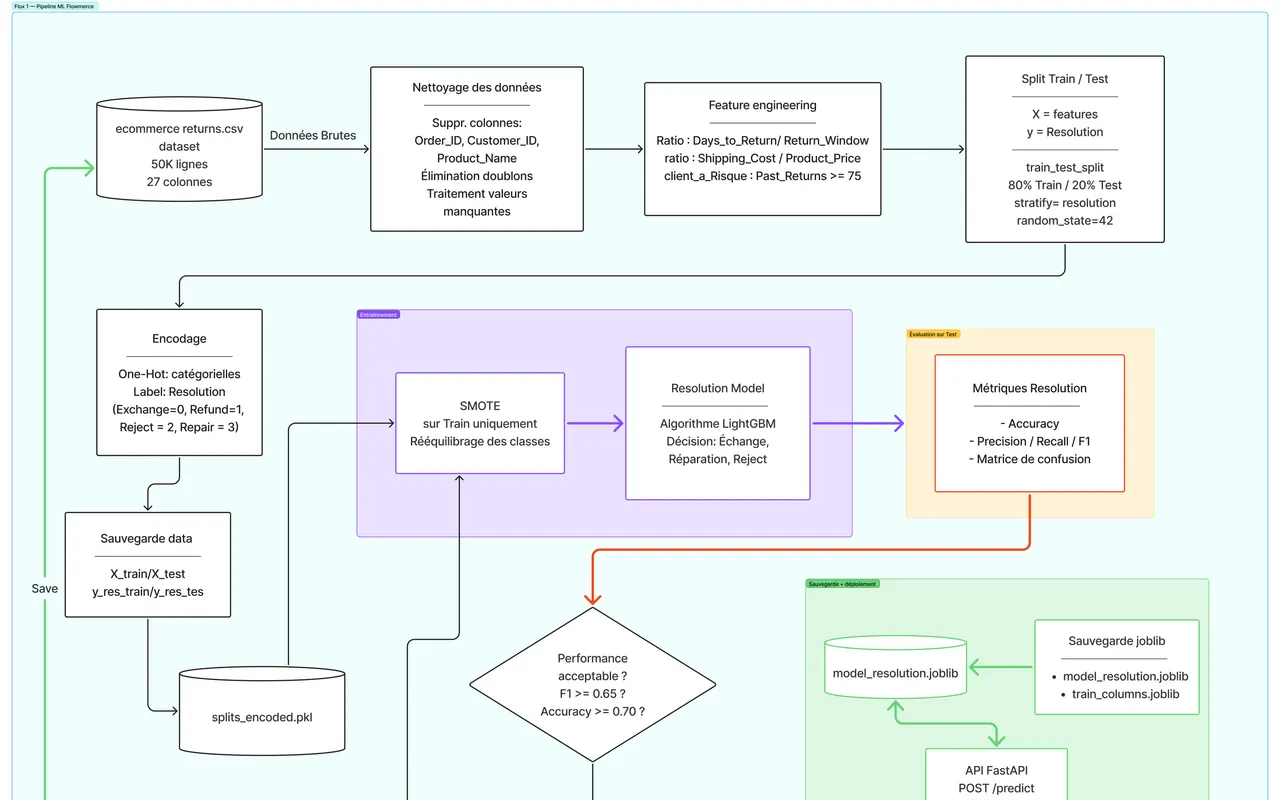 Flux 1 — Pipeline ML Flowmerce
ecommerce returns.csv
dataset
50K lignes
27 colonnes
Données Brutes
Nettoyage des données
Suppr. colonnes:
Order_ID, Customer_ID,
Product_Name
Élimination doublons
Traitement valeurs
manquantes
Feature engineering
Ratio : Days_to_Return/ Return_Window
ratio : Shipping_Cost / Product_Price
client_a_Risque : Past_Returns >= 75
Split Train / Test
X = features
y = Resolution
train_test_split
80% Train / 20% Test
stratify= resolution
random_state=42
Encodage
One-Hot: catégorielles
Label: Resolution
(Exchange=0, Refund=1,
Reject = 2, Repair = 3)
Entraînnement
SMOTE
sur Train uniquement
Rééquilibrage des classes
Resolution Model
Algorithme LightGBM
Décision: Échange,
Réparation, Reject
Évaluation sur Test
Métriques Resolution
- Accuracy
- Precision / Recall / F1
- Matrice de confusion
Sauvegarde data
X_train/X_test
y_res_train/y_res_tes
Save
splits_encoded.pkl
Performance
acceptable ?
F1 >= 0.65 ?
Accuracy >= 0.70 ?
Sauvegarde + déploiement
model_resolution.joblib
Sauvegarde joblib
• model_resolution.joblib
• train_columns.joblib
API FastAPI
POST /predict